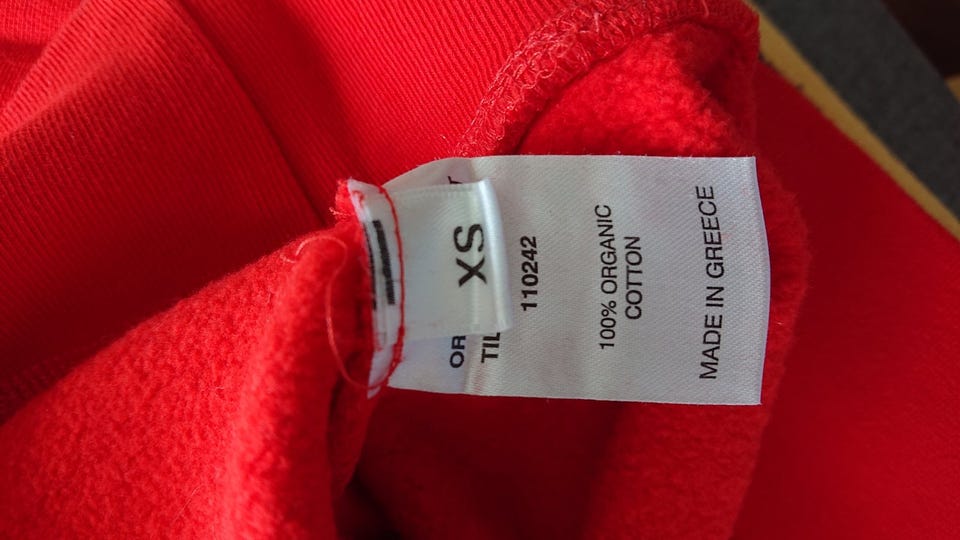 XS
110242
100% ORGANIC
COTTON
MADE IN GREECE